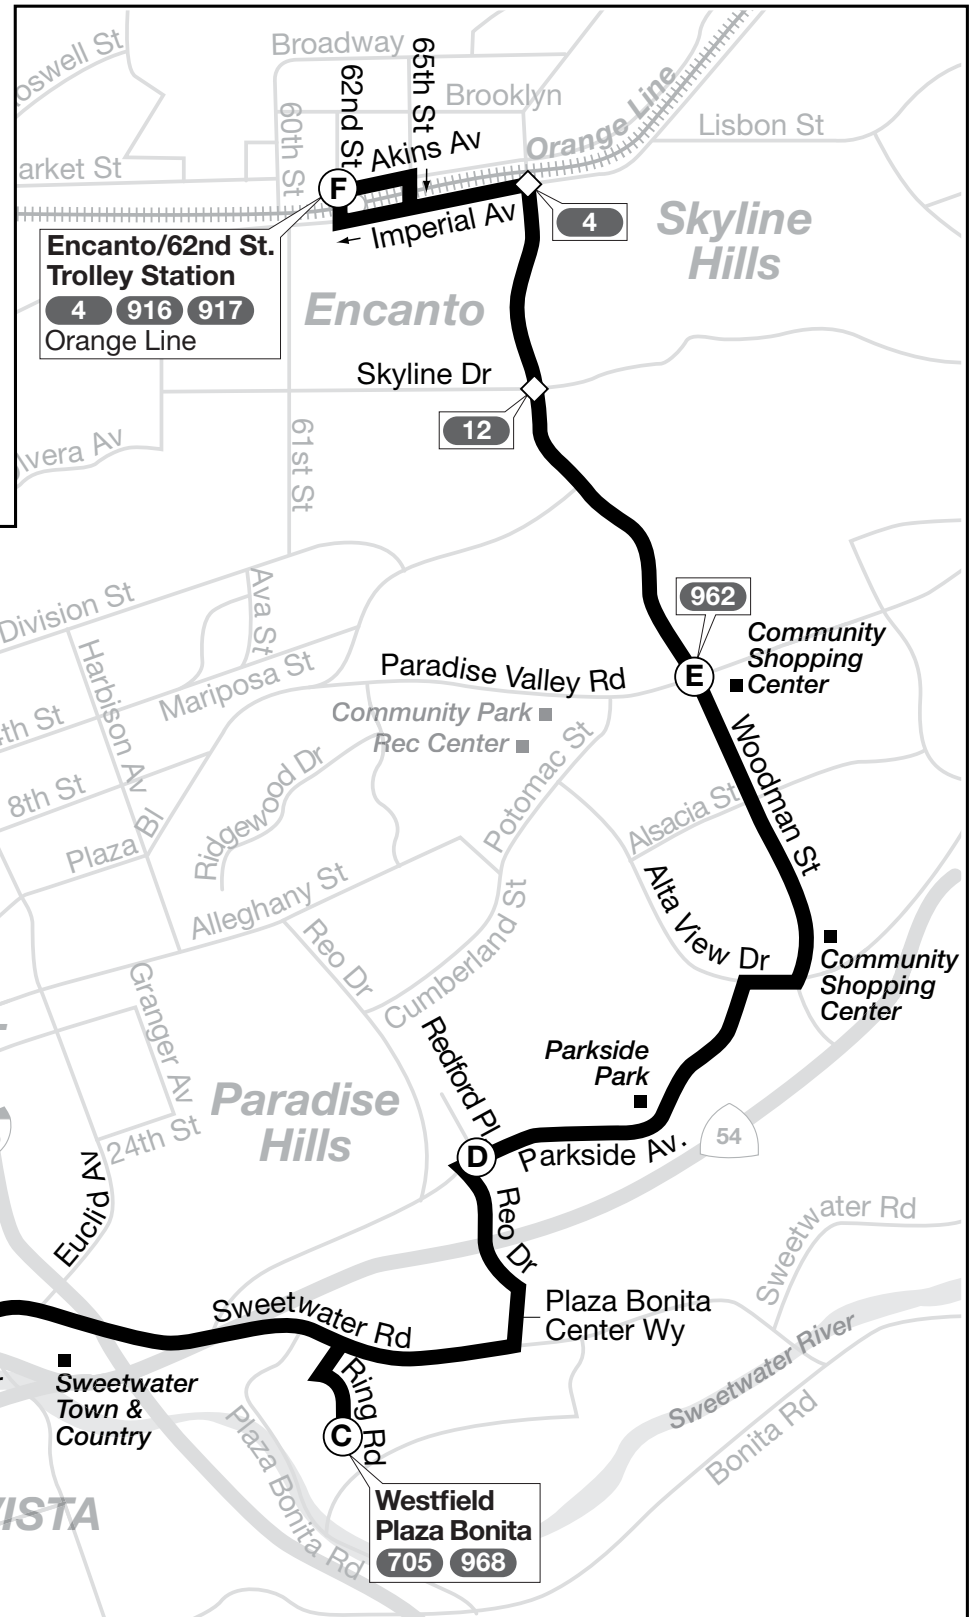 oswell St
Broadway
65th St
62nd St
60th St
Brooklyn
Orange Line
Lisbon St
arket St
Akins Av
F
Imperial Av
4
Skyline
Hills
Encanto/62nd St.
Trolley Station
4 916 917
Orange Line
Encanto
Skyline Dr
12
lvera Av
61st St
962
Division St
Ava St
Harbison Av
Mariposa St
Community
Shopping
Center
Paradise Valley Rd
E
Community Park
Rec Center
4th St
8th St
Plaza Bl
Ridgewood Dr
Potomac St
Woodman St
Alsacia St
Alleghany St
Reo Dr
Cumberland St
Alta View Dr
Community
Shopping
Center
Granger Av
Redford Pl
Parkside
Park
Paradise
Hills
24th St
Euclid Av
D
Parkside Av.
54
Reo Dr
Sweetwater Rd
Sweetwater Rd
Plaza Bonita
Center Wy
Sweetwater River
Bonita Rd
Sweetwater
Town &
Country
Ring Rd
C
Plaza Bonita Rd
Westfield
Plaza Bonita
705 968
VISTA